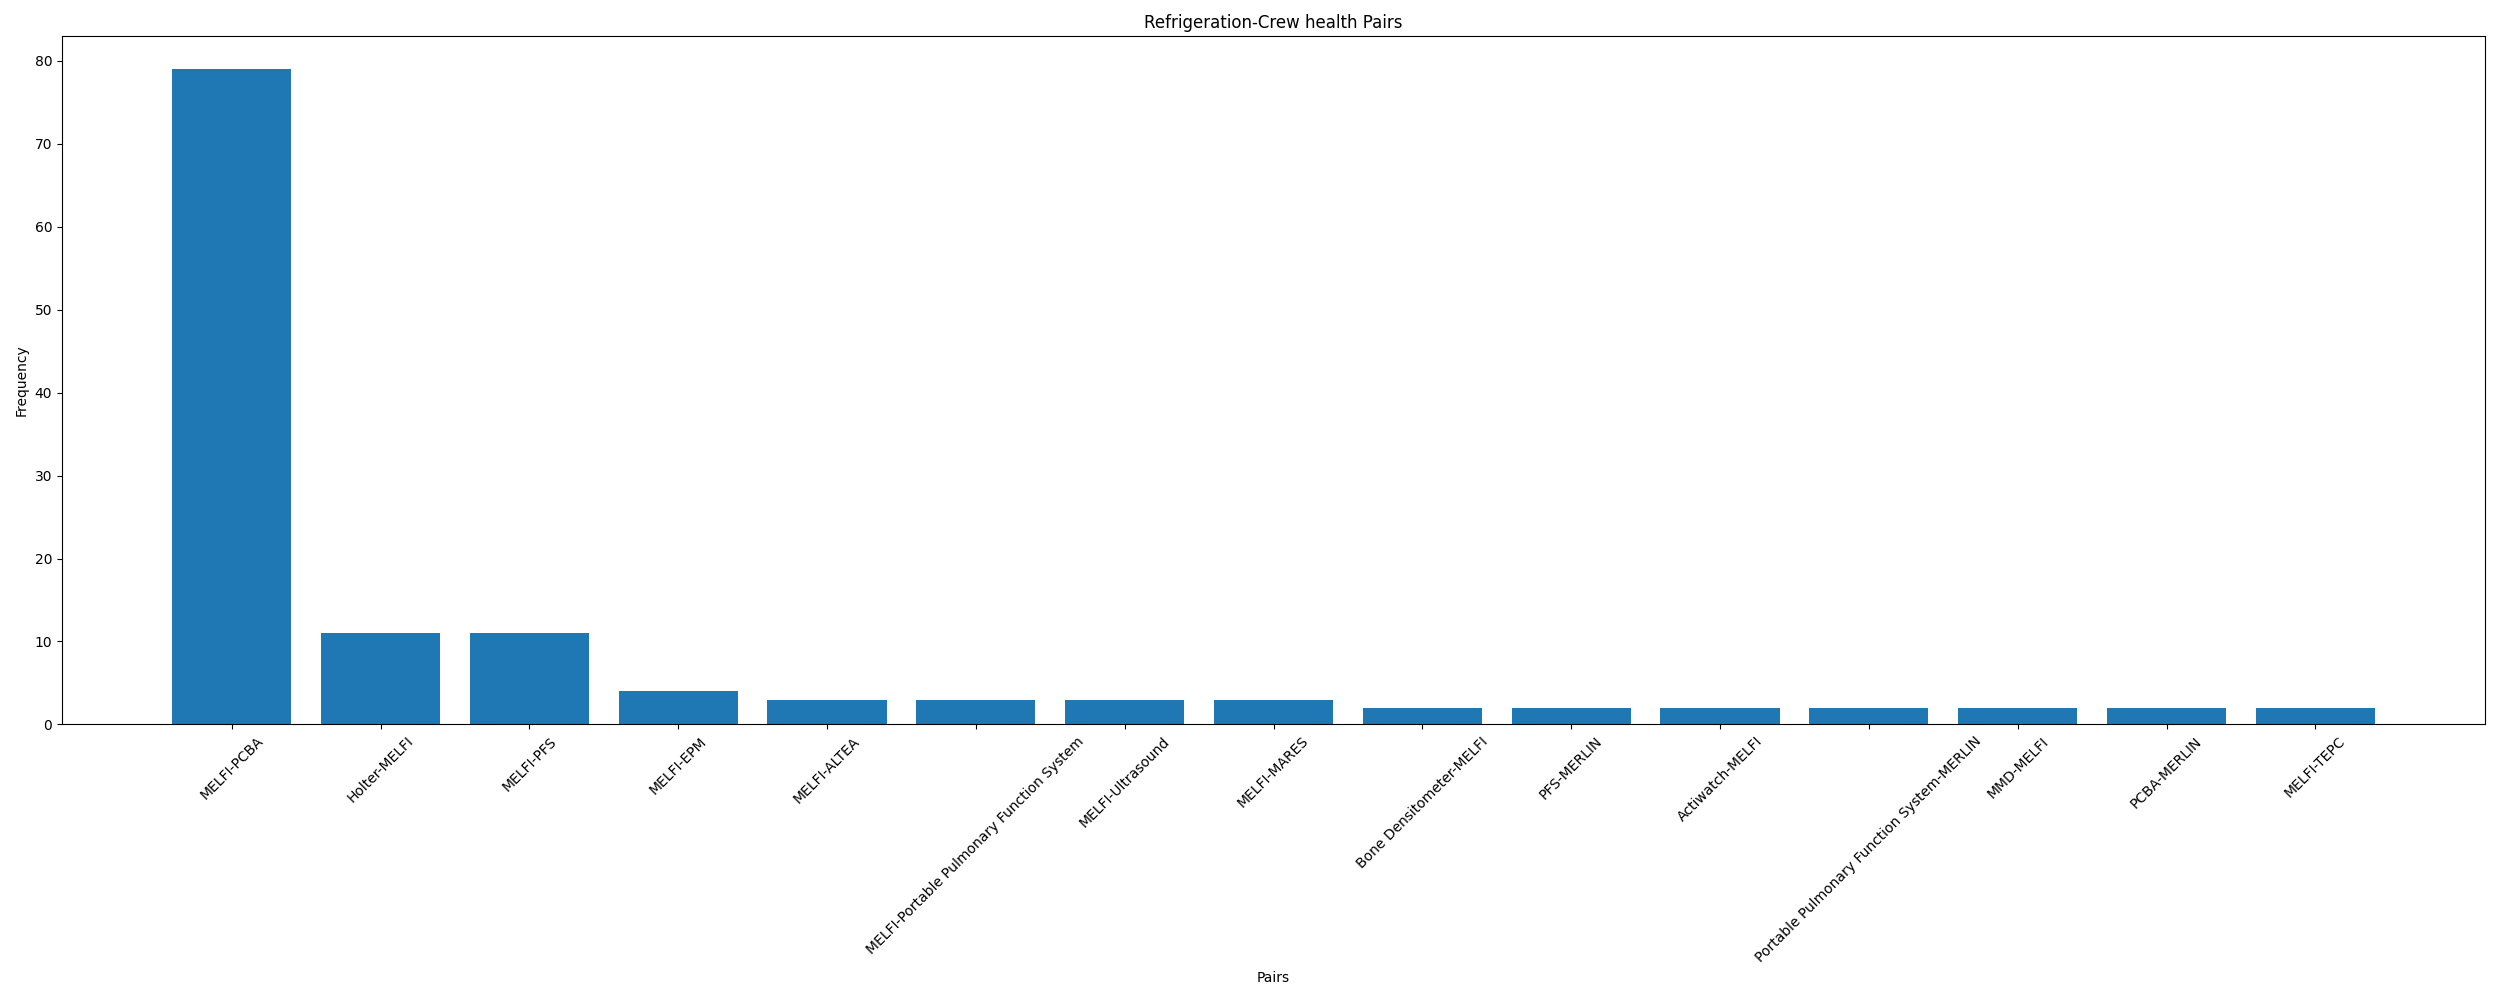 Refrigeration-Crew health Pairs
80
70
60
50
40
30
20
10
0
Frequency
MELFI-PCBA
Holter-MELFI
MELFI-PFS
MELFI-EPM
MELFI-ALTEA
MELFI-Portable Pulmonary Function System
MELFI-Ultrasound
MELFI-MARES
Bone Densitometer-MELFI
PFS-MERLIN
Actiwatch-MELFI
Portable Pulmonary Function System-MERLIN
MMD-MELFI
PCBA-MERLIN
MELFI-TEPC
Pairs